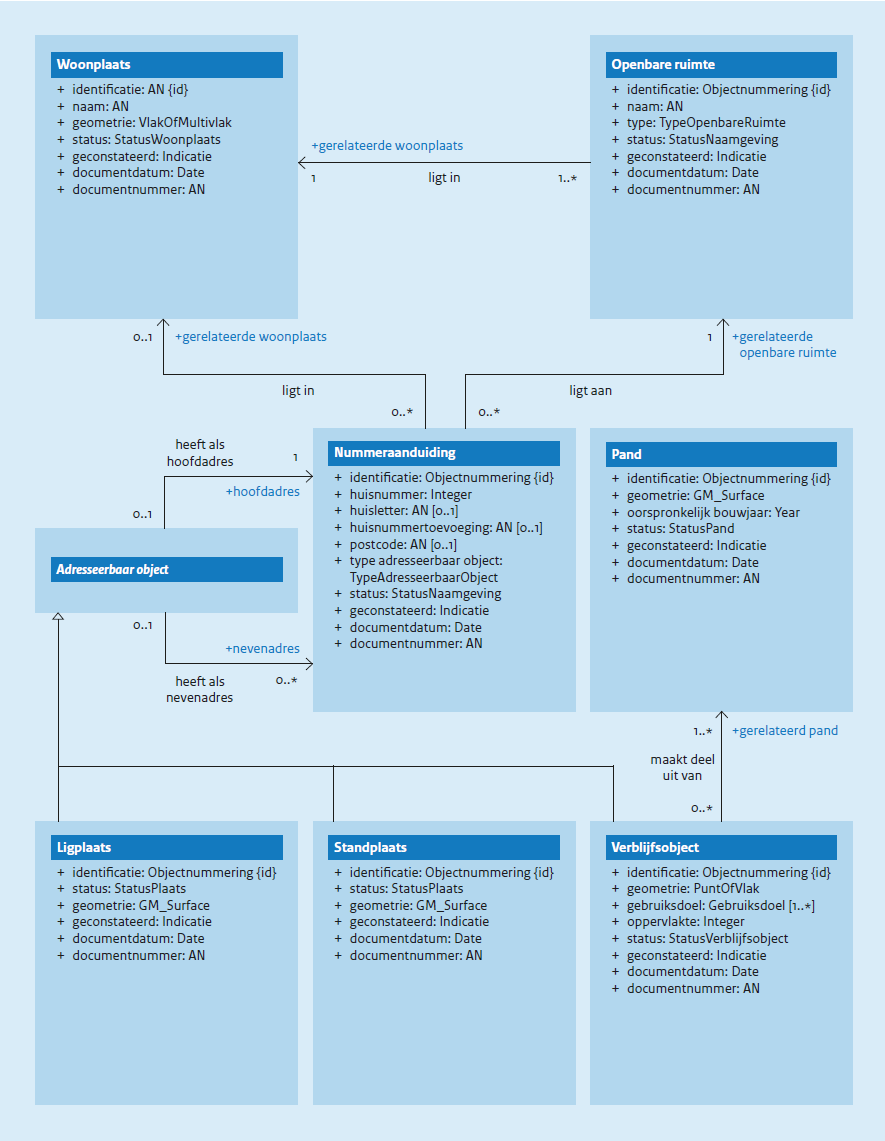 Woonplaats
+ identificatie: AN {id}
+ naam: AN
+ geometrie: VlakOfMultivlak
+ status: StatusWoonplaats
+ geconstateerd: Indicatie
+ documentdatum: Date
+ documentnummer: AN
+gerelateerde woonplaats
1
ligt in
1..*
Openbare ruimte
+ identificatie: Objectnummering {id}
+ naam: AN
+ type: TypeOpenbareRuimte
+ status: StatusNaamgeving
+ geconstateerd: Indicatie
+ documentdatum: Date
+ documentnummer: AN
0..1
+gerelateerde woonplaats
ligt in
0..*
1
+gerelateerde
openbare ruimte
ligt aan
0..*
heeft als
hoofdadres
1
+hoofdadres
0..1
Nummeraanduiding
+ identificatie: Objectnummering {id}
+ huisnummer: Integer
+ huisletter: AN [0..1]
+ huisnummertoevoeging: AN [0..1]
+ postcode: AN [0..1]
+ type adresseerbaar object:
TypeAdresseerbaarObject
+ status: StatusNaamgeving
+ geconstateerd: Indicatie
+ documentdatum: Date
+ documentnummer: AN
Pand
+ identificatie: Objectnummering {id}
+ geometrie: GM_Surface
+ oorspronkelijk bouwjaar: Year
+ status: StatusPand
+ geconstateerd: Indicatie
+ documentdatum: Date
+ documentnummer: AN
Adresseerbaar object
0..1
+nevenadres
heeft als
nevenadres
0..*
1..*
+gerelateerd pand
maakt deel
uit van
0..*
Ligplaats
+ identificatie: Objectnummering {id}
+ status: StatusPlaats
+ geometrie: GM_Surface
+ geconstateerd: Indicatie
+ documentdatum: Date
+ documentnummer: AN
Standplaats
+ identificatie: Objectnummering {id}
+ status: StatusPlaats
+ geometrie: GM_Surface
+ geconstateerd: Indicatie
+ documentdatum: Date
+ documentnummer: AN
Verblijfsobject
+ identificatie: Objectnummering {id}
+ geometrie: PuntOfVlak
+ gebruiksdoel: Gebruiksdoel [1..*]
+ oppervlakte: Integer
+ status: StatusVerblijfsobject
+ geconstateerd: Indicatie
+ documentdatum: Date
+ documentnummer: AN